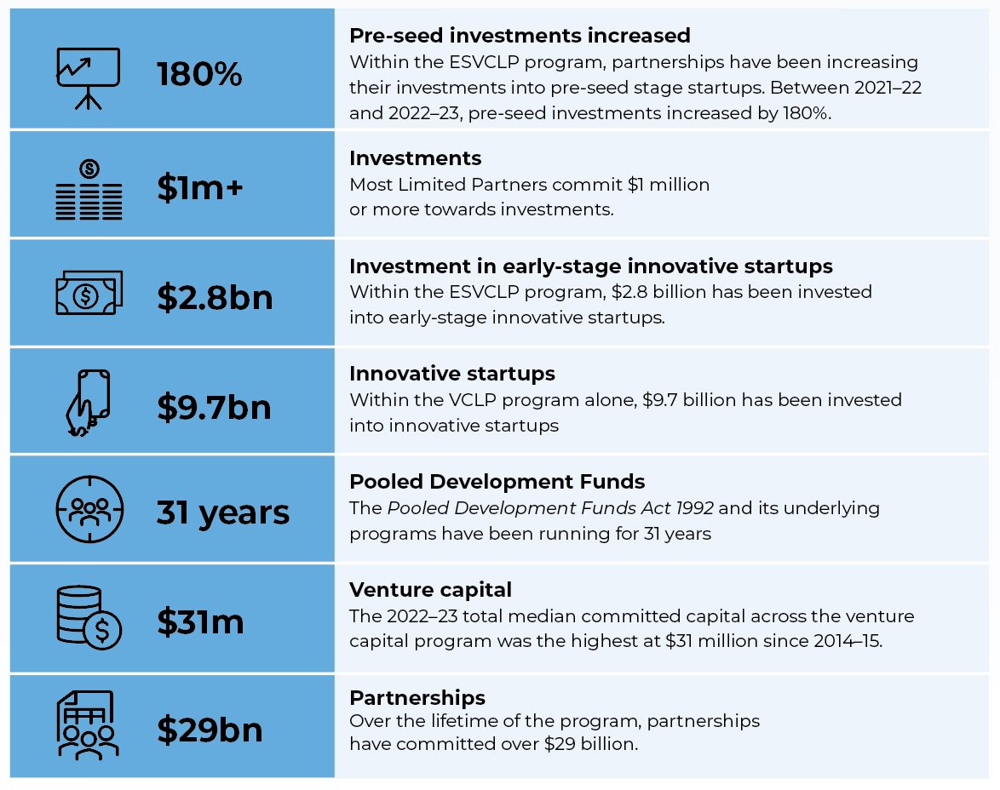 180%
Pre-seed investments increased
Within the ESVCLP program, partnerships have been increasing
their investments into pre-seed stage startups. Between 2021–22
and 2022–23, pre-seed investments increased by 180%.
$1m+
Investments
Most Limited Partners commit $1 million
or more towards investments.
$2.8bn
Investment in early-stage innovative startups
Within the ESVCLP program, $2.8 billion has been invested
into early-stage innovative startups.
$9.7bn
Innovative startups
Within the VCLP program alone, $9.7 billion has been invested
into innovative startups
31 years
Pooled Development Funds
The Pooled Development Funds Act 1992 and its underlying
programs have been running for 31 years
$31m
Venture capital
The 2022–23 total median committed capital across the venture
capital program was the highest at $31 million since 2014–15.
$29bn
Partnerships
Over the lifetime of the program, partnerships
have committed over $29 billion.